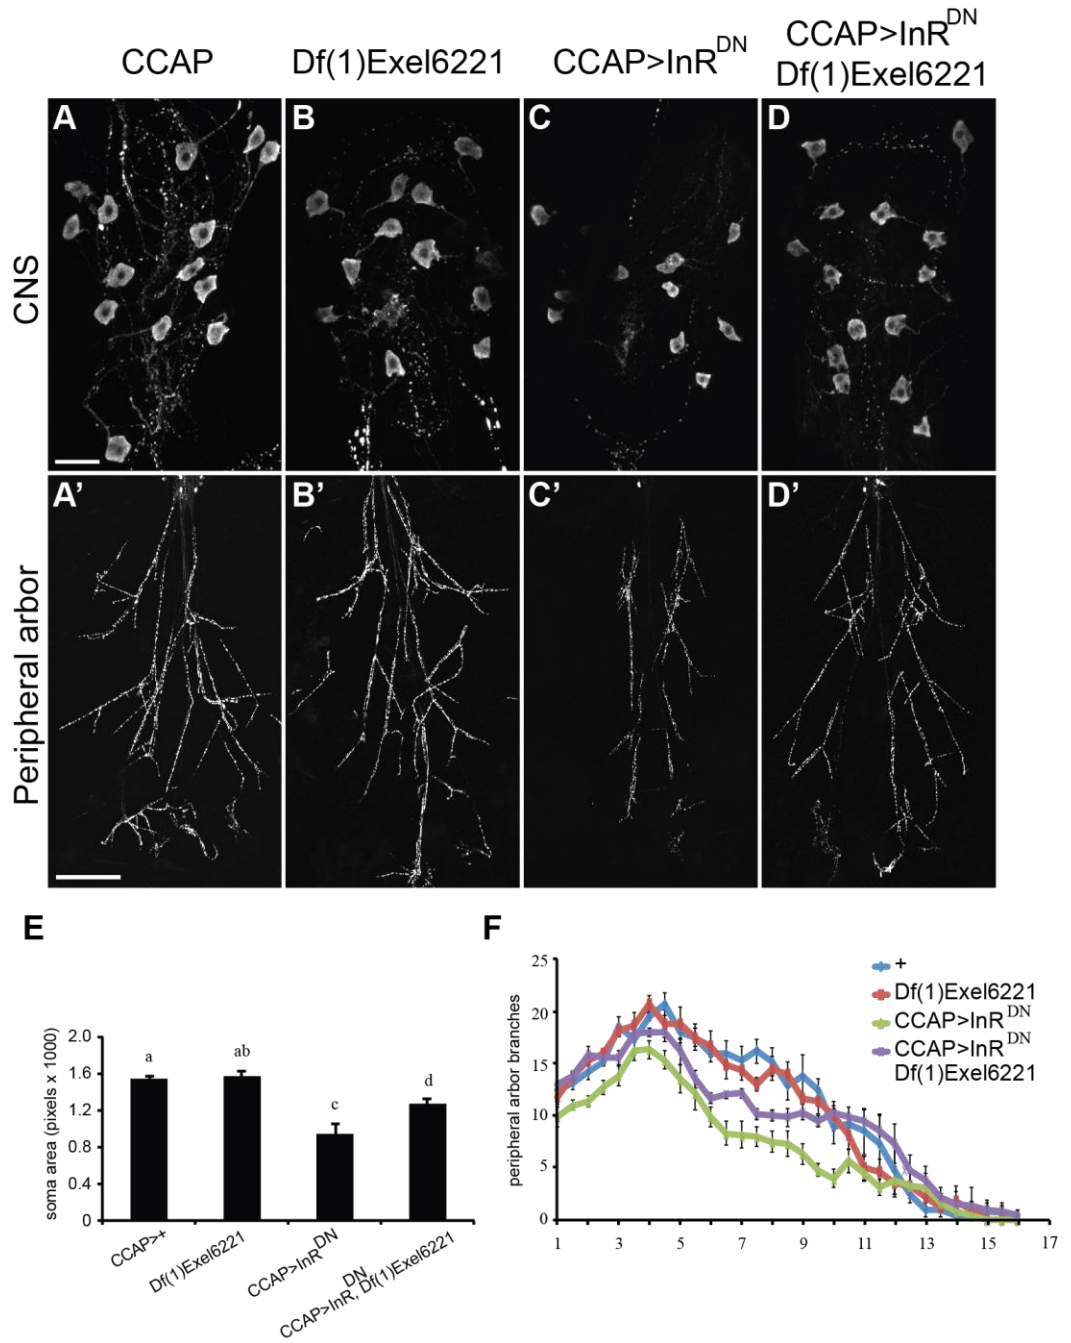 CCAP Df(1)Exel6221 CCAP>InR^DN CCAP>InR^DN
Df(1)Exel6221
A B C D
CNS
A' B' C' D'
Peripheral arbor
E
F
soma area (pixels x 1000)
2.0
1.6
1.2
0.8
0.4
0
a ab c d
CCAP>+
Df(1)Exel6221
CCAP>InR^DN
CCAP>InR^DN, Df(1)Exel6221
peripheral arbor branches
25
20
15
10
5
0
1 3 5 7 9 11 13 15 17
+
Df(1)Exel6221
CCAP>InR^DN
CCAP>InR^DN
Df(1)Exel6221